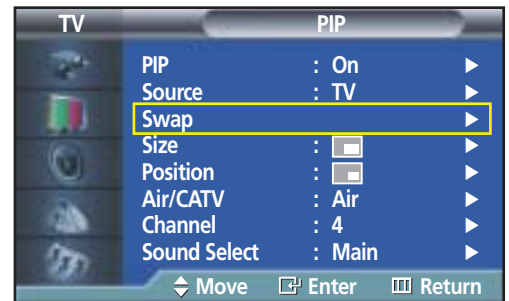 TV PIP
PIP : On
Source : TV
Swap
Size :
Position :
Air/CATV : Air
Channel : 4
Sound Select : Main
Move Enter Return